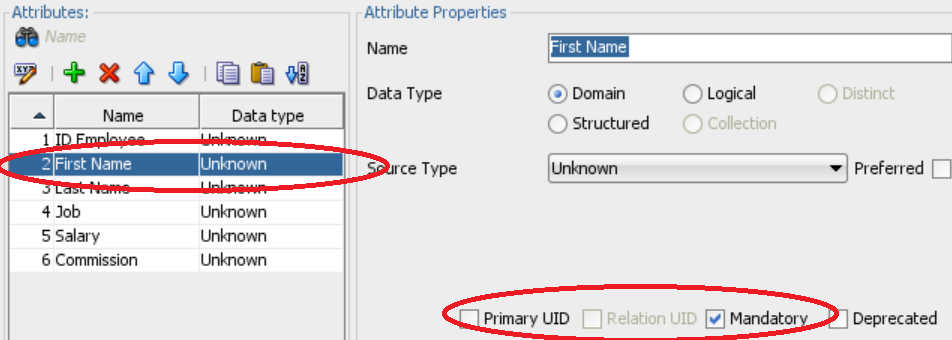 Attributes:
Name
Name Data type
1 ID Employee Unknown
2 First Name Unknown
3 Last Name Unknown
4 Job Unknown
5 Salary Unknown
6 Commission Unknown
Attribute Properties
Name First Name
Data Type Domain Logical Distinct
Structured Collection
Source Type Unknown Preferred
Primary UID Relation UID Mandatory Deprecated